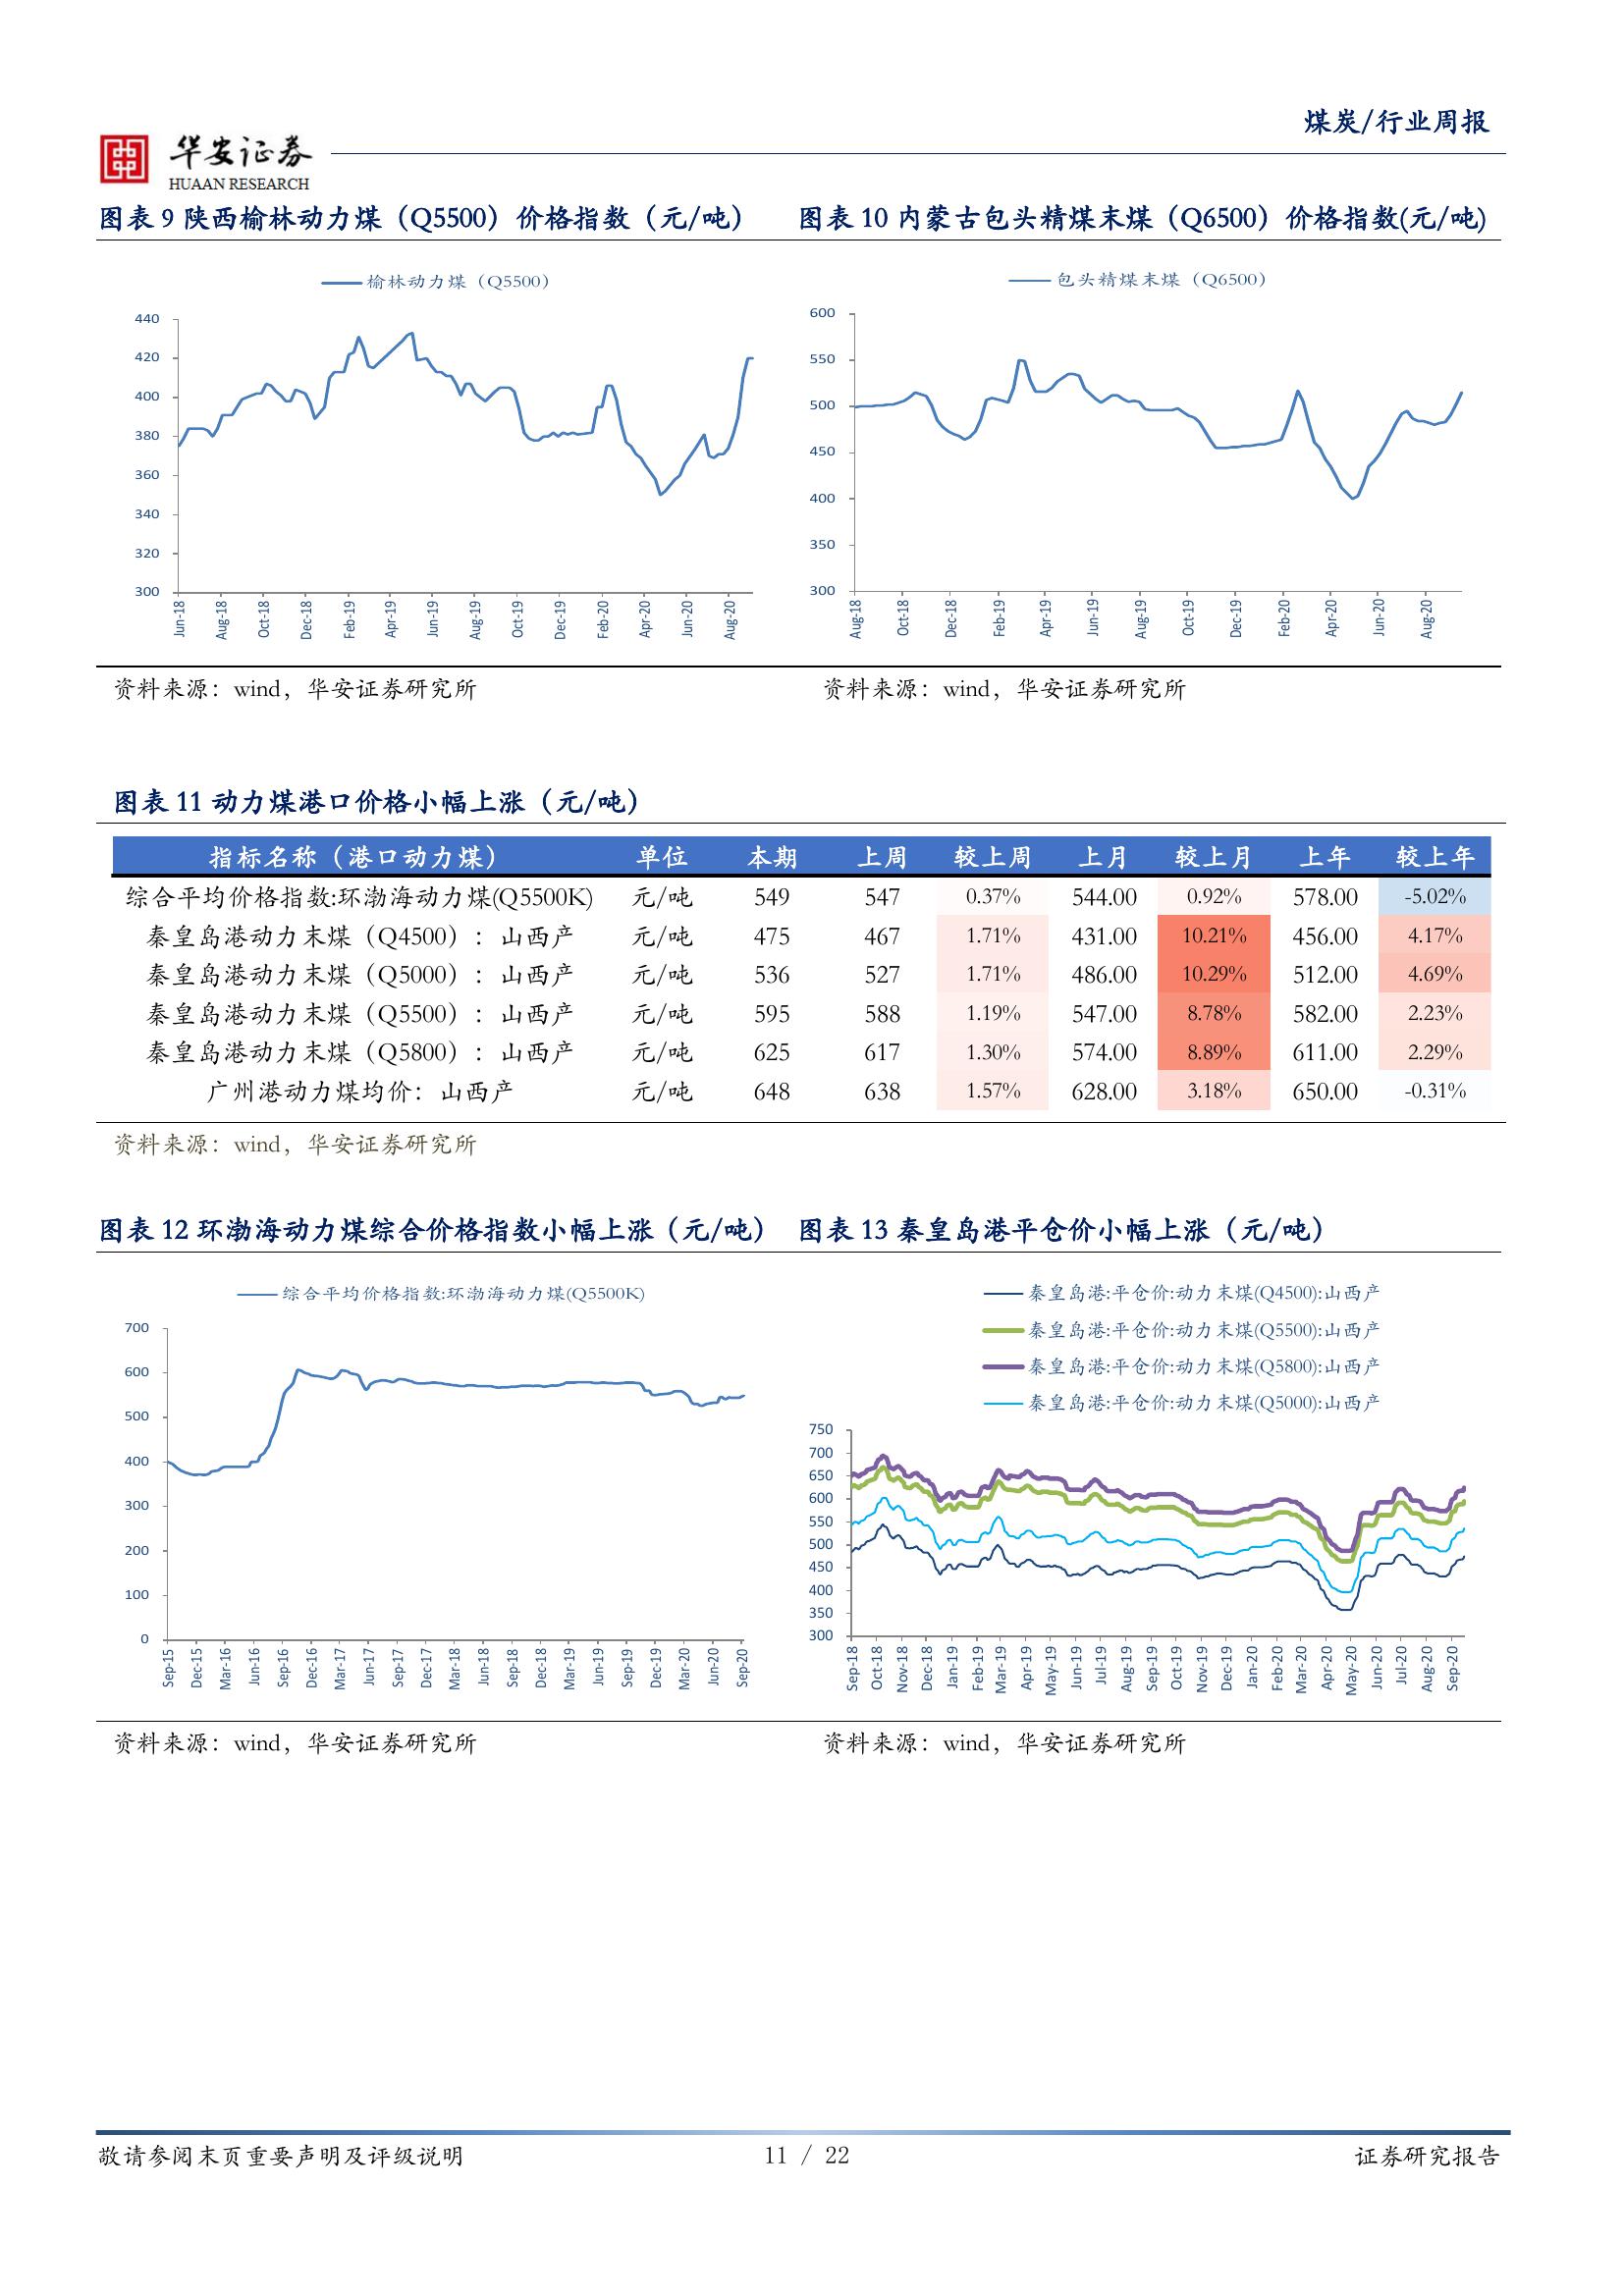 煤炭/行业周报
华安证券
HUAAN RESEARCH
图表 9 陕西榆林动力煤（Q5500）价格指数（元/吨）
榆林动力煤（Q5500）
440
420
400
380
360
340
320
300
Jun-18 Aug-18 Oct-18 Dec-18 Feb-19 Apr-19 Jun-19 Aug-19 Oct-19 Dec-19 Feb-20 Apr-20 Jun-20 Aug-20
资料来源：wind，华安证券研究所
图表 10 内蒙古包头精煤末煤（Q6500）价格指数(元/吨)
包头精煤末煤（Q6500）
600
550
500
450
400
350
300
Aug-18 Oct-18 Dec-18 Feb-19 Apr-19 Jun-19 Aug-19 Oct-19 Dec-19 Feb-20 Apr-20 Jun-20 Aug-20
资料来源：wind，华安证券研究所
图表 11 动力煤港口价格小幅上涨（元/吨）
指标名称（港口动力煤） 单位 本期 上周 较上周 上月 较上月 上年 较上年
综合平均价格指数:环渤海动力煤(Q5500K) 元/吨 549 547 0.37% 544.00 0.92% 578.00 -5.02%
秦皇岛港动力末煤（Q4500）：山西产 元/吨 475 467 1.71% 431.00 10.21% 456.00 4.17%
秦皇岛港动力末煤（Q5000）：山西产 元/吨 536 527 1.71% 486.00 10.29% 512.00 4.69%
秦皇岛港动力末煤（Q5500）：山西产 元/吨 595 588 1.19% 547.00 8.78% 582.00 2.23%
秦皇岛港动力末煤（Q5800）：山西产 元/吨 625 617 1.30% 574.00 8.89% 611.00 2.29%
广州港动力煤均价：山西产 元/吨 648 638 1.57% 628.00 3.18% 650.00 -0.31%
资料来源：wind，华安证券研究所
图表 12 环渤海动力煤综合价格指数小幅上涨（元/吨）
综合平均价格指数:环渤海动力煤(Q5500K)
700
600
500
400
300
200
100
0
Sep-15 Dec-15 Mar-16 Jun-16 Sep-16 Dec-16 Mar-17 Jun-17 Sep-17 Dec-17 Mar-18 Jun-18 Sep-18 Dec-18 Mar-19 Jun-19 Sep-19 Dec-19 Mar-20 Jun-20 Sep-20
资料来源：wind，华安证券研究所
图表 13 秦皇岛港平仓价小幅上涨（元/吨）
秦皇岛港:平仓价:动力末煤(Q4500):山西产
秦皇岛港:平仓价:动力末煤(Q5500):山西产
秦皇岛港:平仓价:动力末煤(Q5800):山西产
秦皇岛港:平仓价:动力末煤(Q5000):山西产
750
700
650
600
550
500
450
400
350
300
Sep-18 Oct-18 Nov-18 Dec-18 Jan-19 Feb-19 Mar-19 Apr-19 May-19 Jun-19 Jul-19 Aug-19 Sep-19 Oct-19 Nov-19 Dec-19 Jan-20 Feb-20 Mar-20 Apr-20 May-20 Jun-20 Jul-20 Aug-20 Sep-20
资料来源：wind，华安证券研究所
敬请参阅末页重要声明及评级说明
11 / 22
证券研究报告